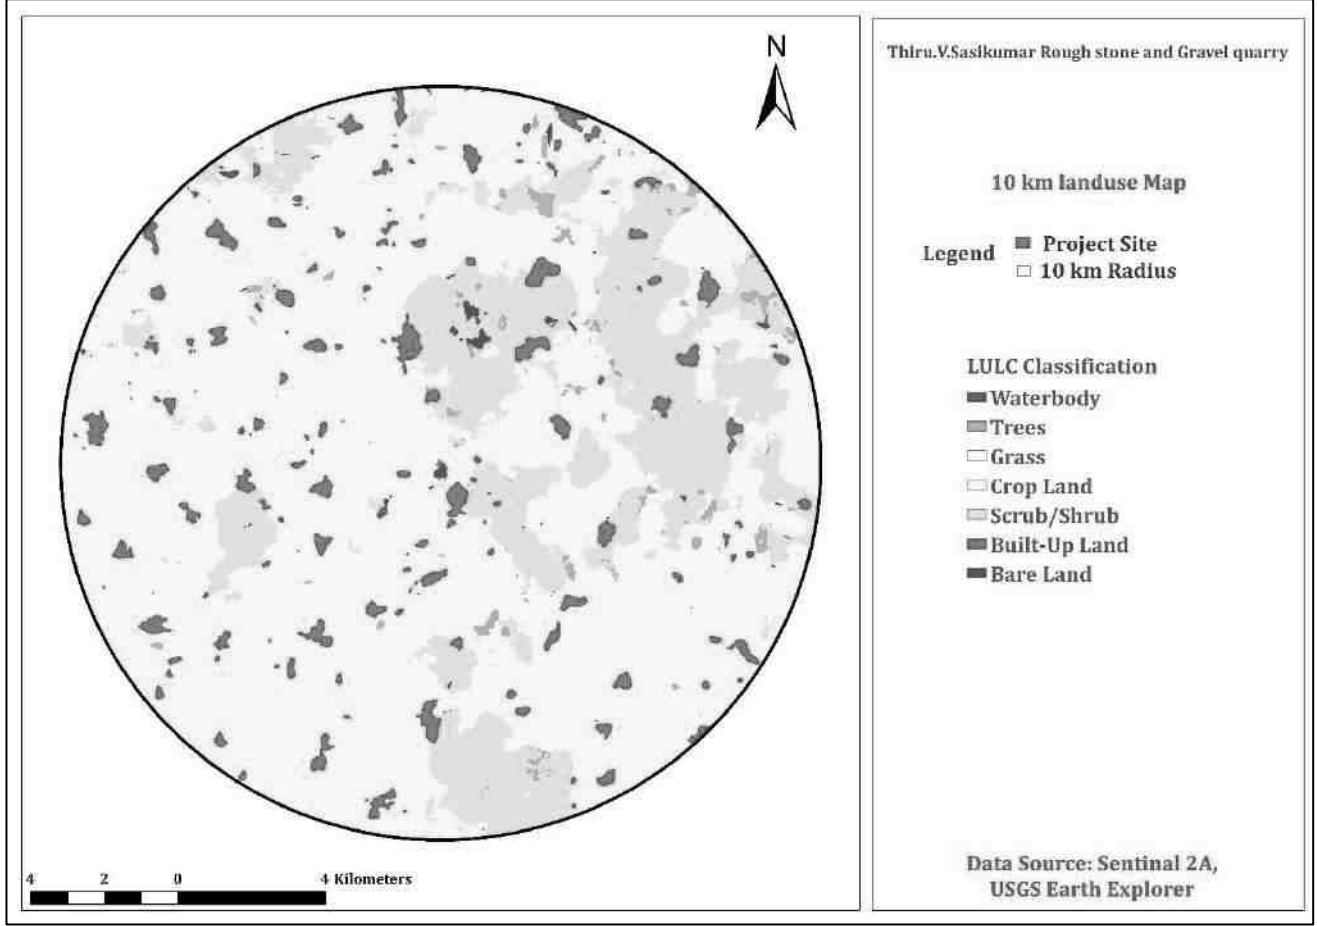 N
Thiru.V.Sasikumar Rough stone and Gravel quarry
10 km landuse Map
Legend
Project Site
10 km Radius
LULC Classification
Waterbody
Trees
Grass
Crop Land
Scrub/Shrub
Built-Up Land
Bare Land
4 2 0 4 Kilometers
Data Source: Sentinal 2A,
USGS Earth Explorer